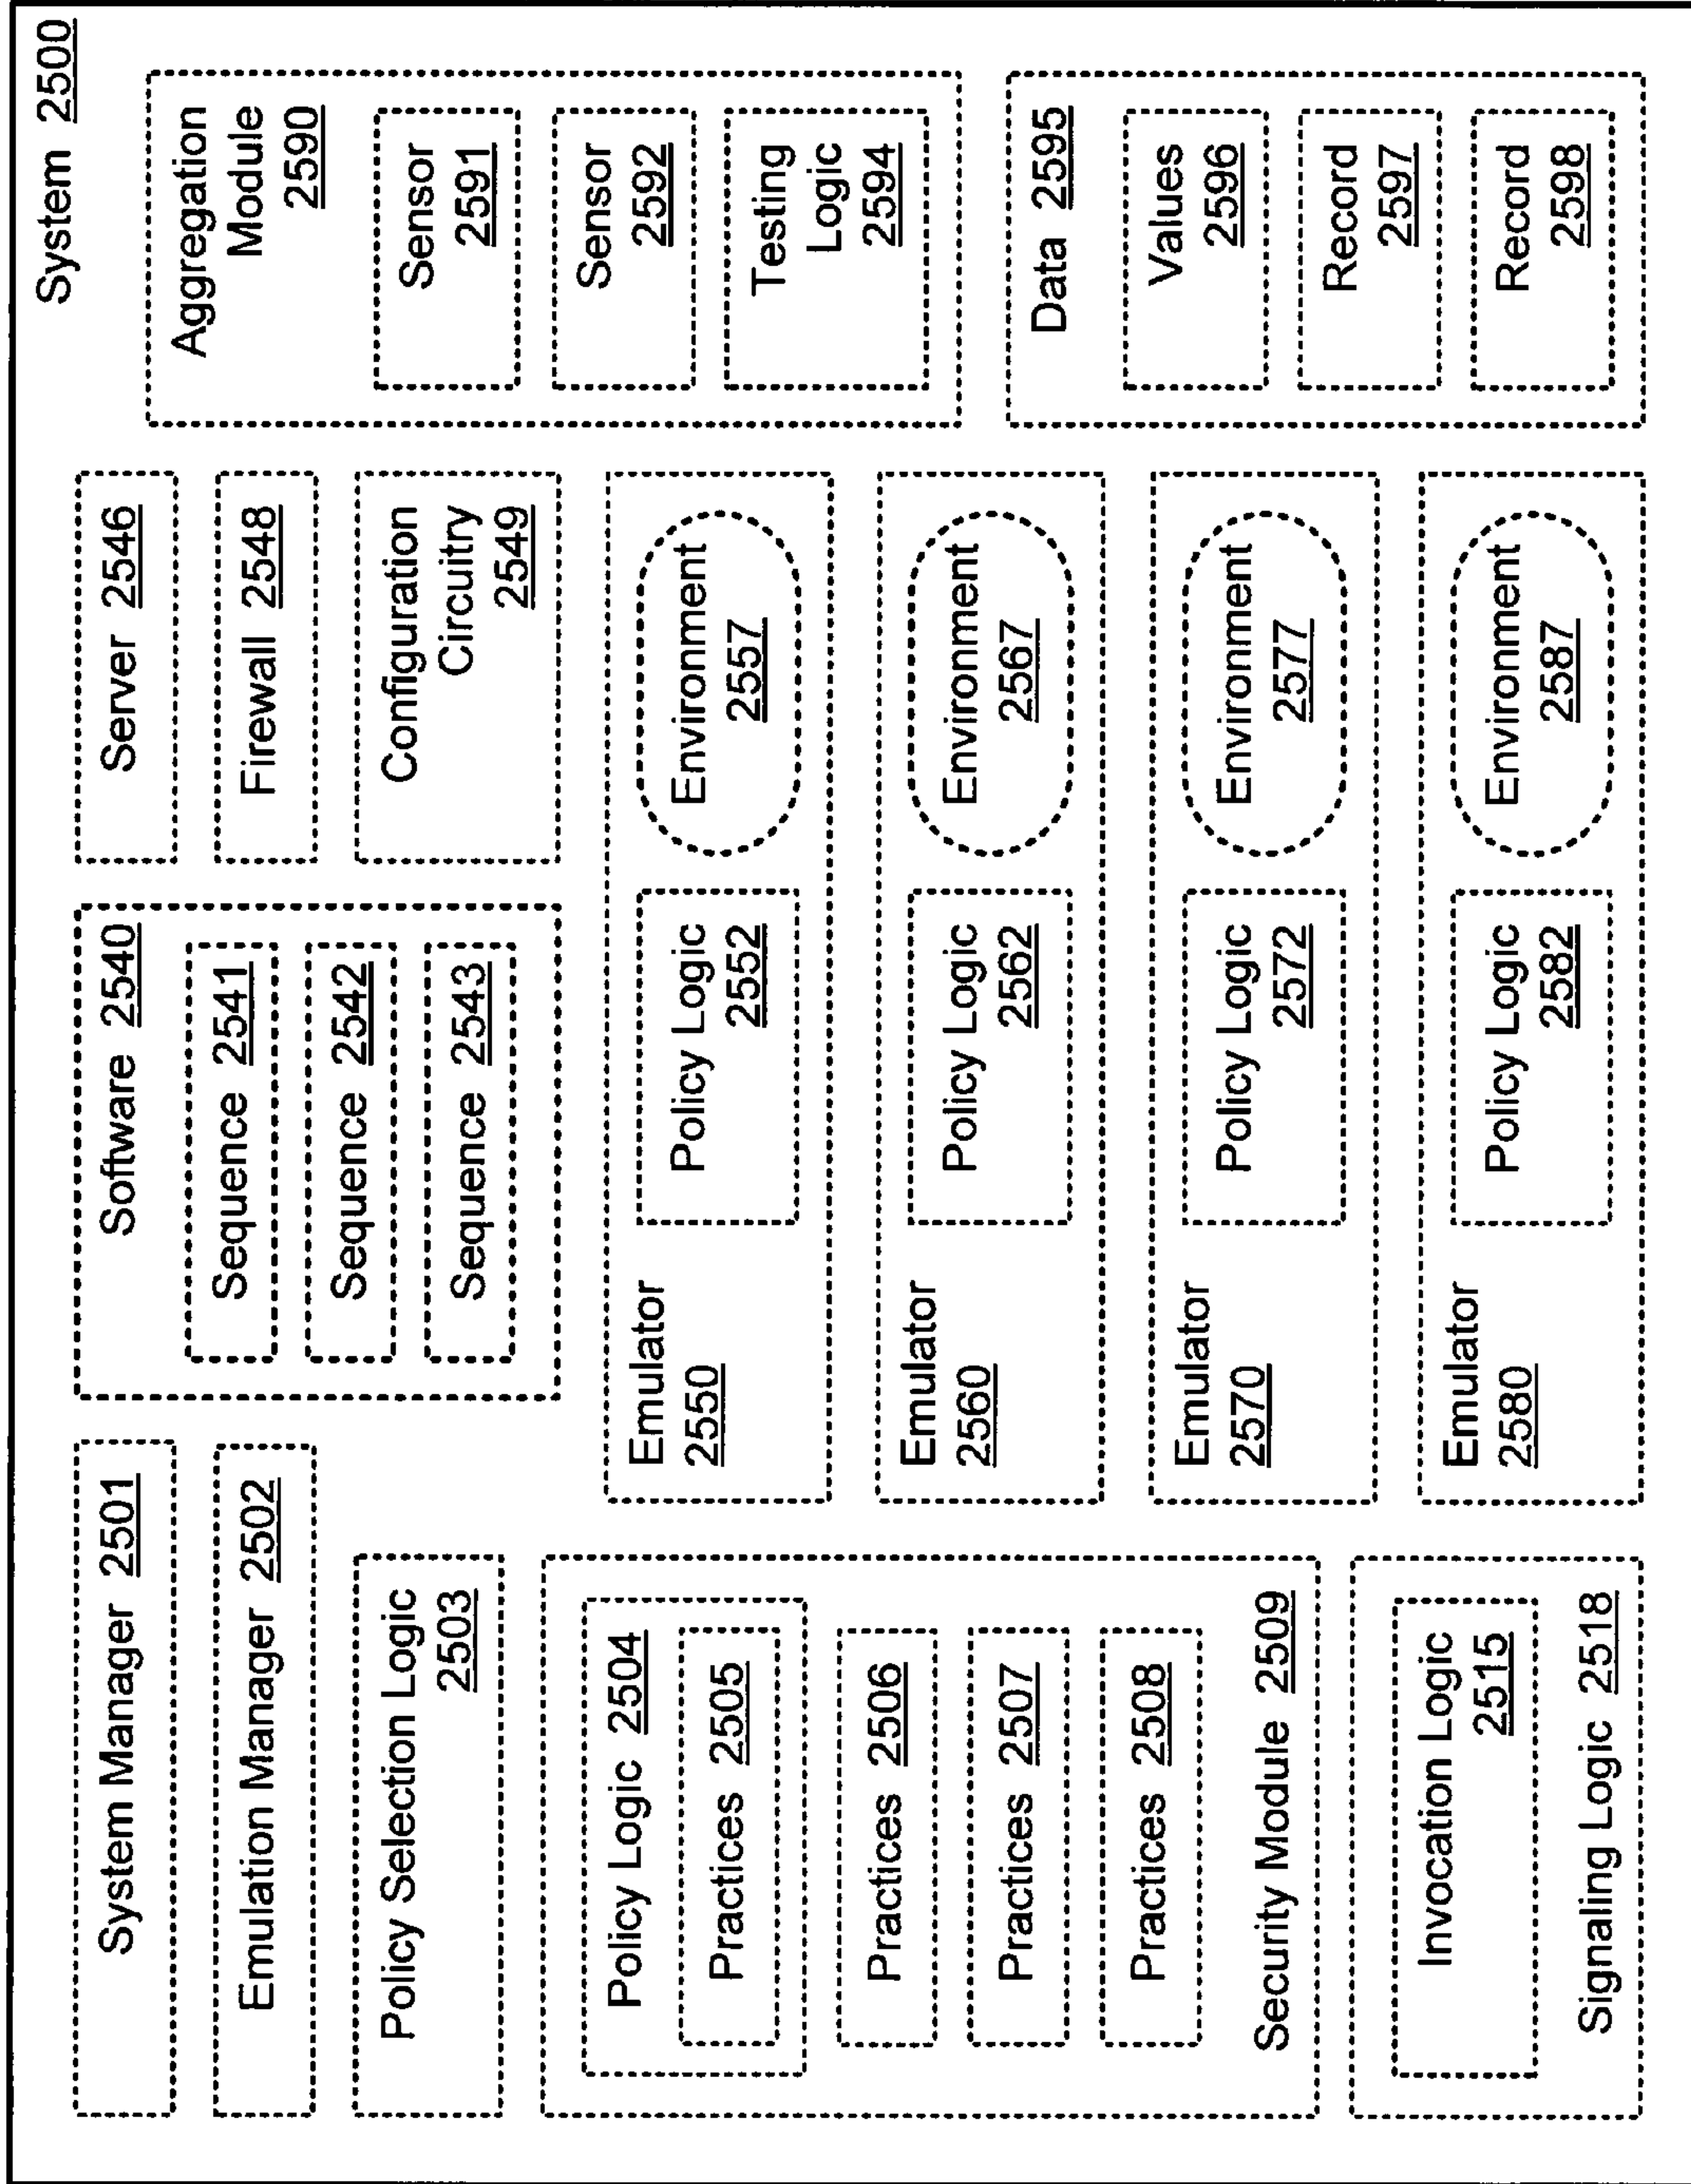 System 2500
System Manager 2501
Emulation Manager 2502
Policy Selection Logic
2503
Policy Logic 2504
Practices 2505
Practices 2506
Practices 2507
Practices 2508
Security Module 2509
Invocation Logic
2515
Signaling Logic 2518
Software 2540
Sequence 2541
Sequence 2542
Sequence 2543
Server 2546
Firewall 2548
Configuration
Circuitry
2549
Emulator
2550
Policy Logic
2552
Environment
2557
Emulator
2560
Policy Logic
2562
Environment
2567
Emulator
2570
Policy Logic
2572
Environment
2577
Emulator
2580
Policy Logic
2582
Environment
2587
Aggregation
Module
2590
Sensor
2591
Sensor
2592
Testing
Logic
2594
Data 2595
Values
2596
Record
2597
Record
2598